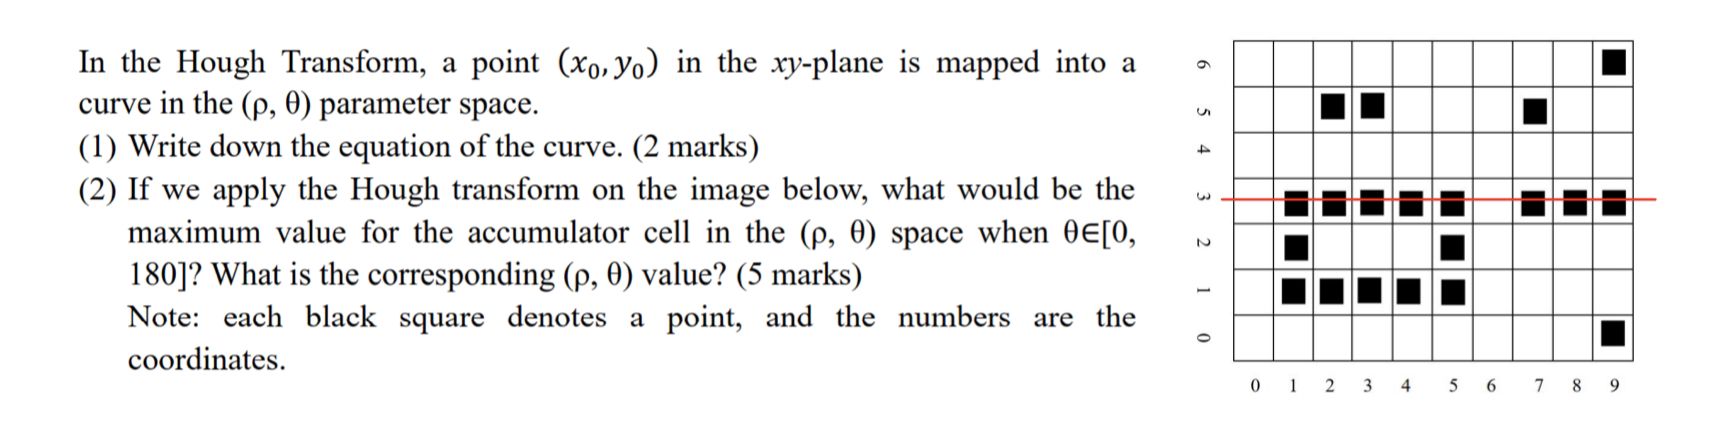 In the Hough Transform, a point (x₀, y₀) in the xy-plane is mapped into a
curve in the (ρ, θ) parameter space.
(1) Write down the equation of the curve. (2 marks)
(2) If we apply the Hough transform on the image below, what would be the
maximum value for the accumulator cell in the (ρ, θ) space when θ∈[0,
180]? What is the corresponding (ρ, θ) value? (5 marks)
Note: each black square denotes a point, and the numbers are the
coordinates.
6
5
4
3
2
1
0
0 1 2 3 4 5 6 7 8 9